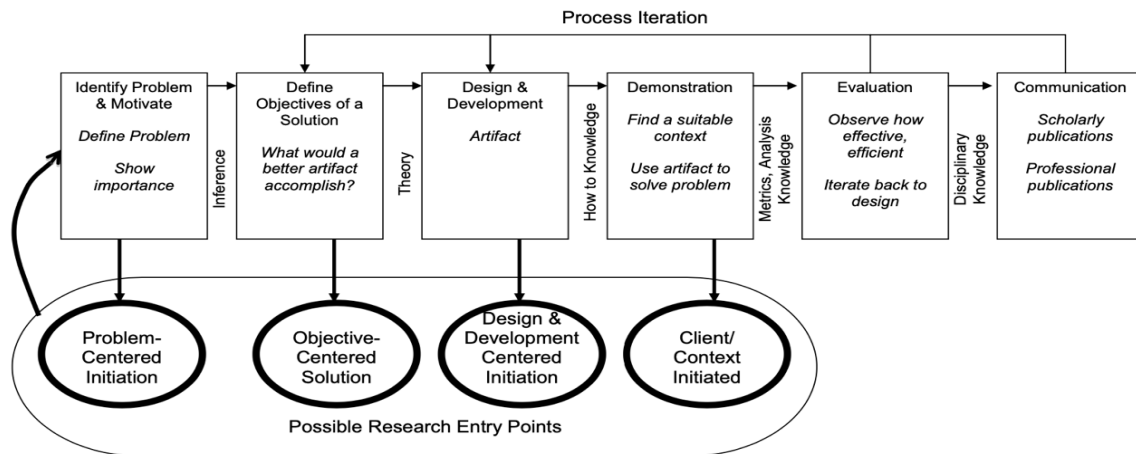 Process Iteration
Identify Problem
& Motivate
Define Problem
Show
importance
Inference
Define
Objectives of a
Solution
What would a
better artifact
accomplish?
Theory
Design &
Development
Artifact
How to Knowledge
Demonstration
Find a suitable
context
Use artifact to
solve problem
Metrics, Analysis
Knowledge
Evaluation
Observe how
effective,
efficient
Iterate back to
design
Disciplinary
Knowledge
Communication
Scholarly
publications
Professional
publications
Problem-
Centered
Initiation
Objective-
Centered
Solution
Design &
Development
Centered
Initiation
Client/
Context
Initiated
Possible Research Entry Points